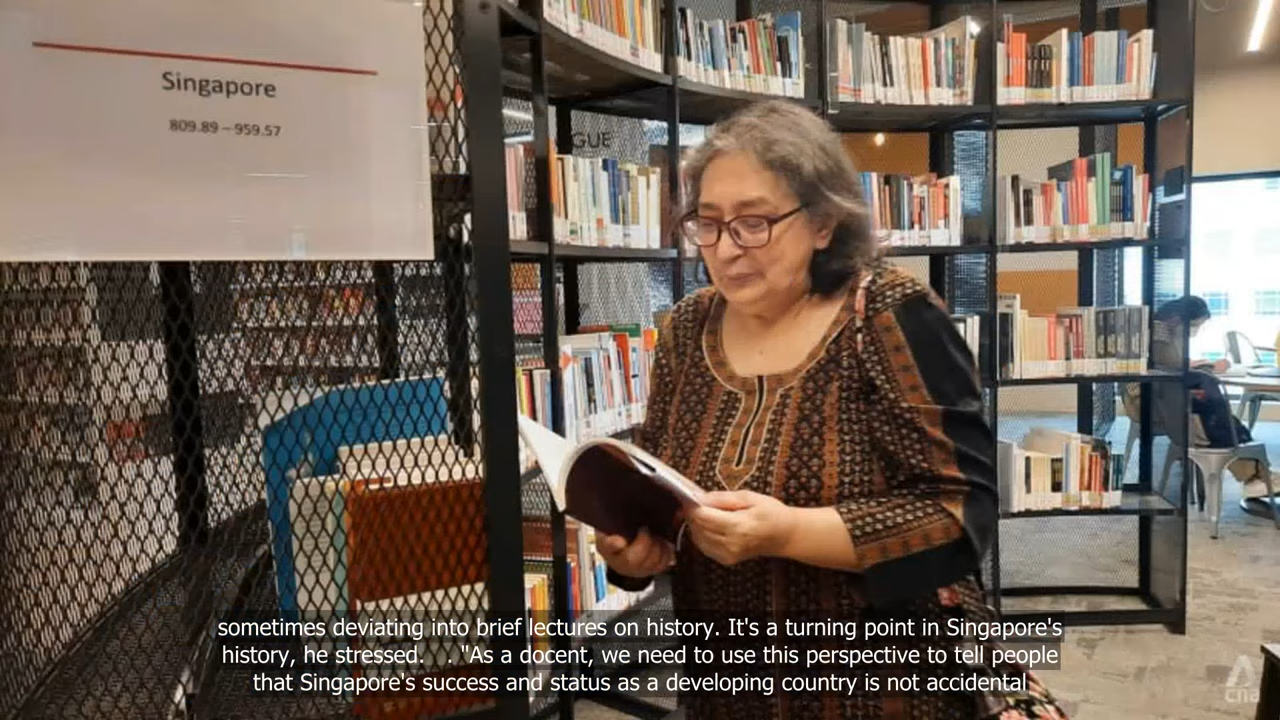 Singapore
809.89 – 959.57
GUE
sometimes deviating into brief lectures on history. It's a turning point in Singapore's
history, he stressed. . "As a docent, we need to use this perspective to tell people
that Singapore's success and status as a developing country is not accidental
cna